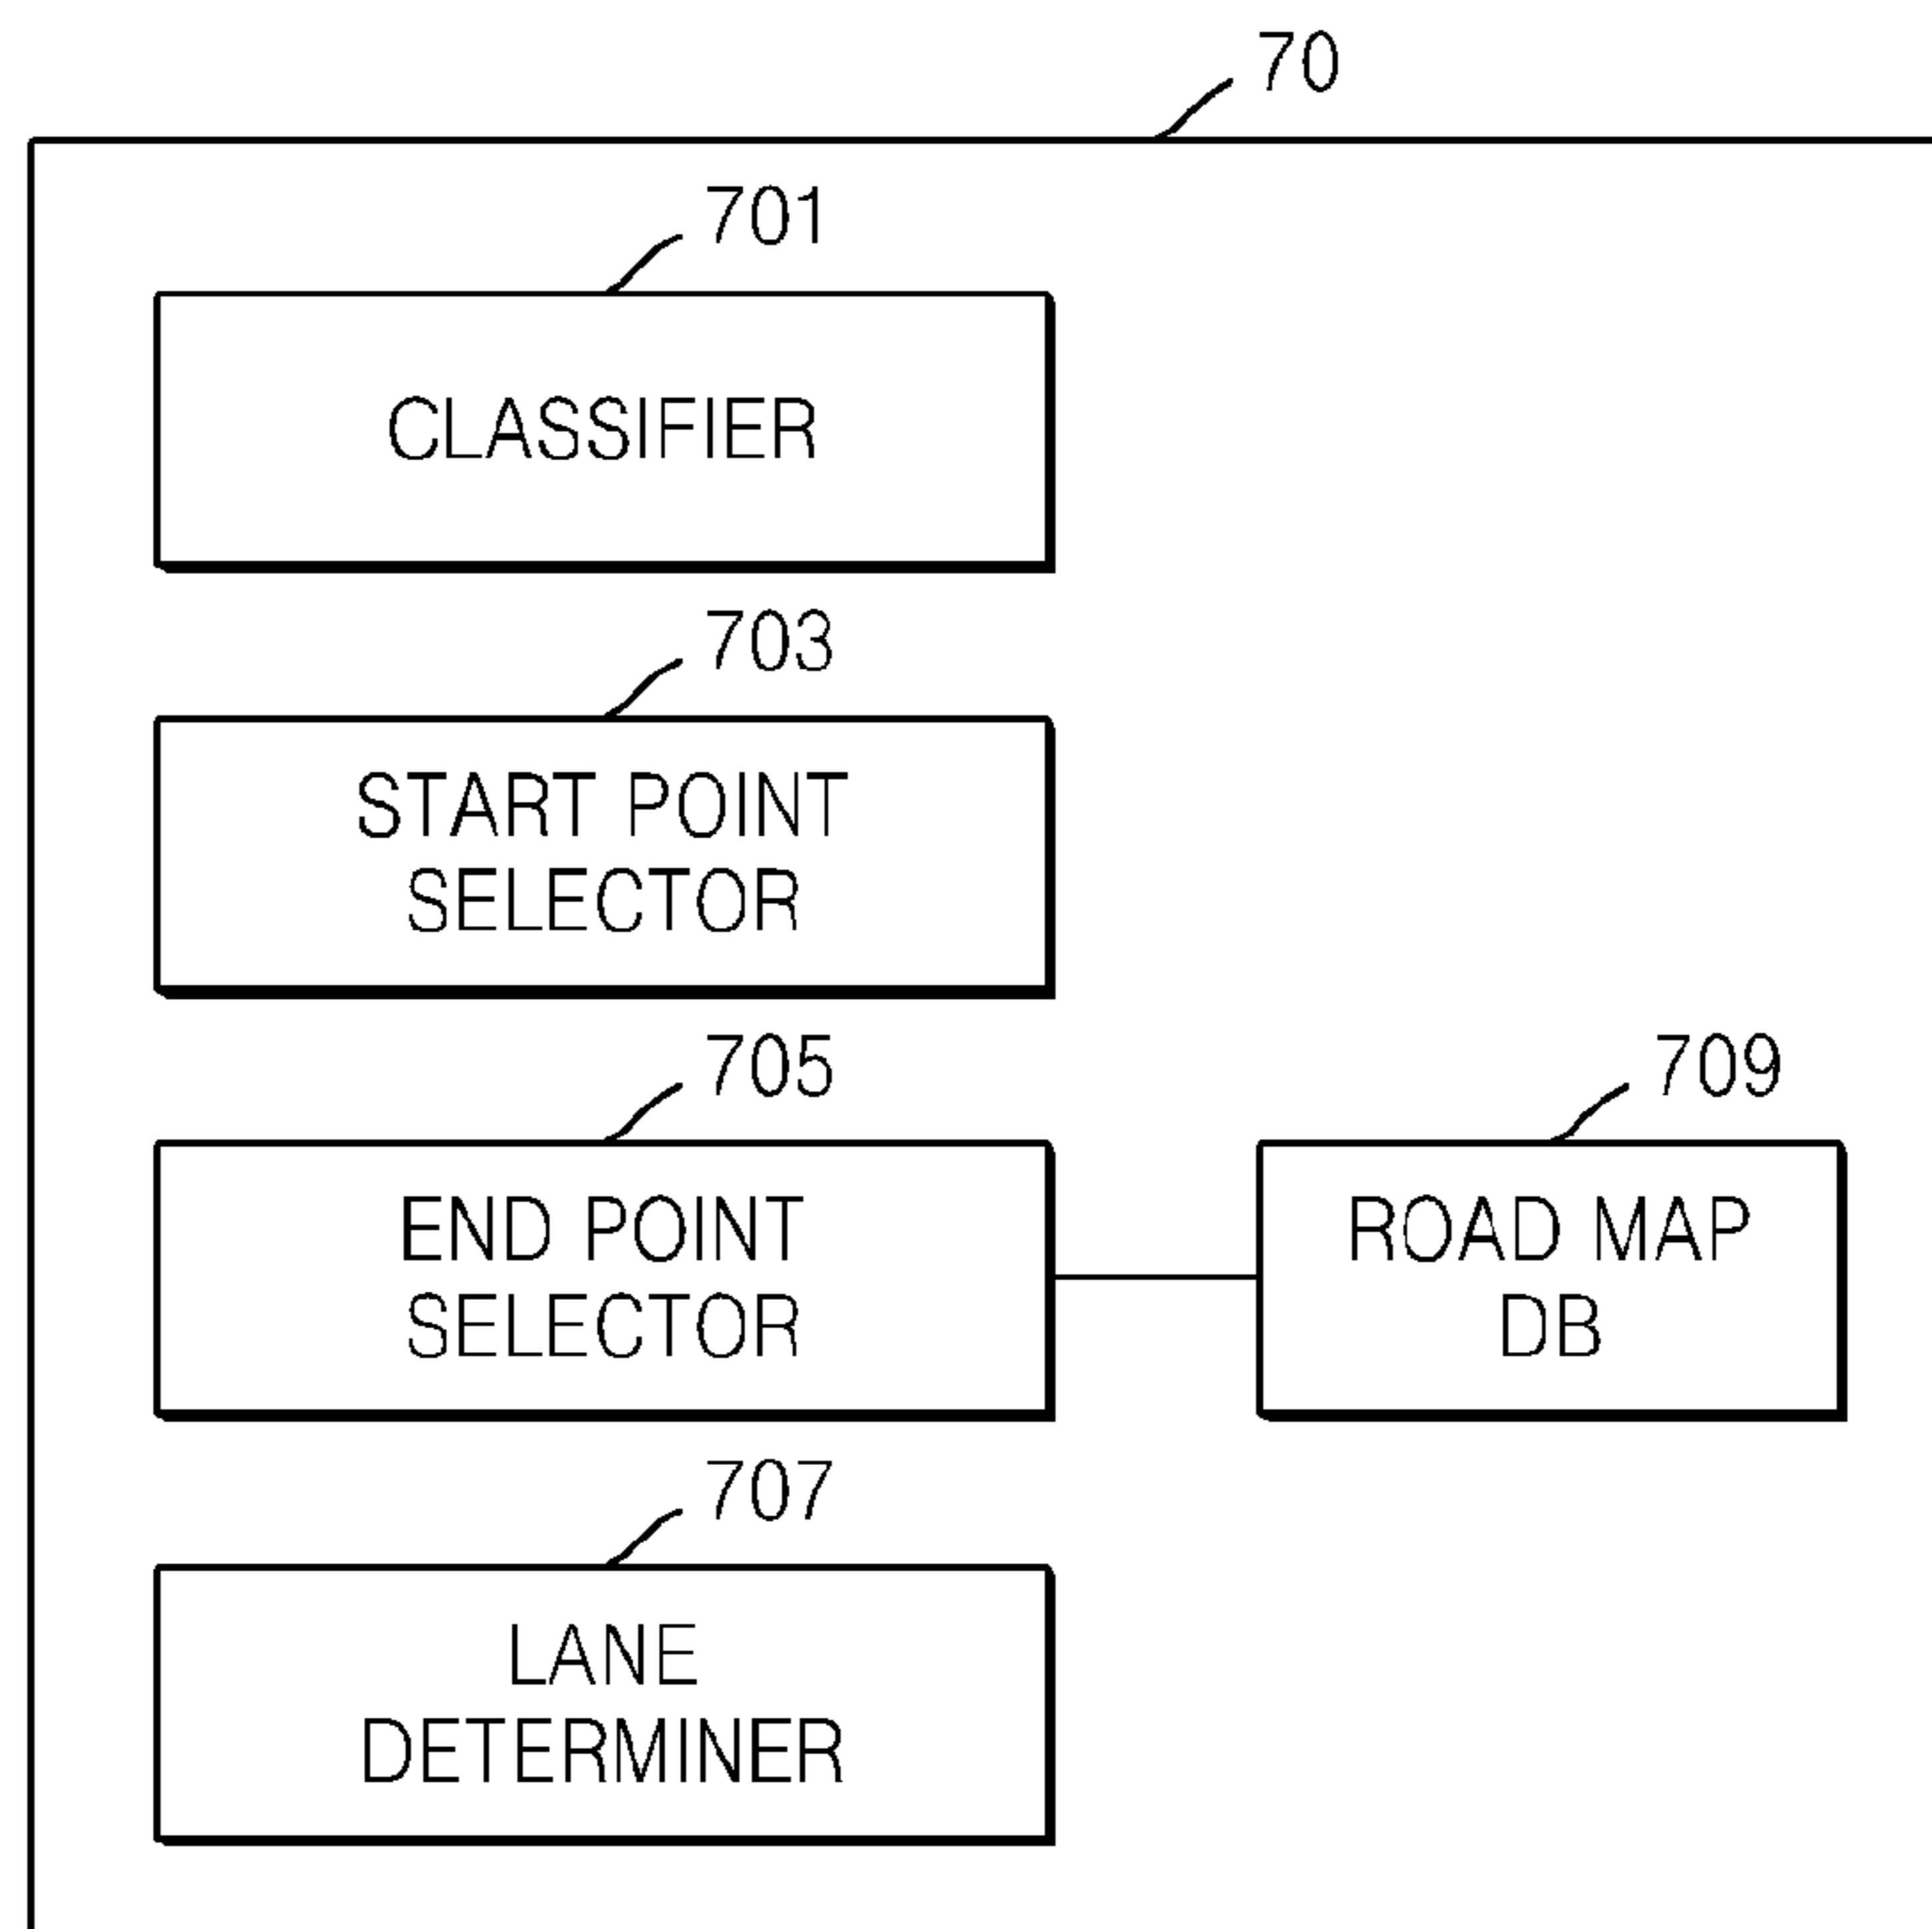 70
701
CLASSIFIER
703
START POINT
SELECTOR
705
END POINT
SELECTOR
709
ROAD MAP
DB
707
LANE
DETERMINER